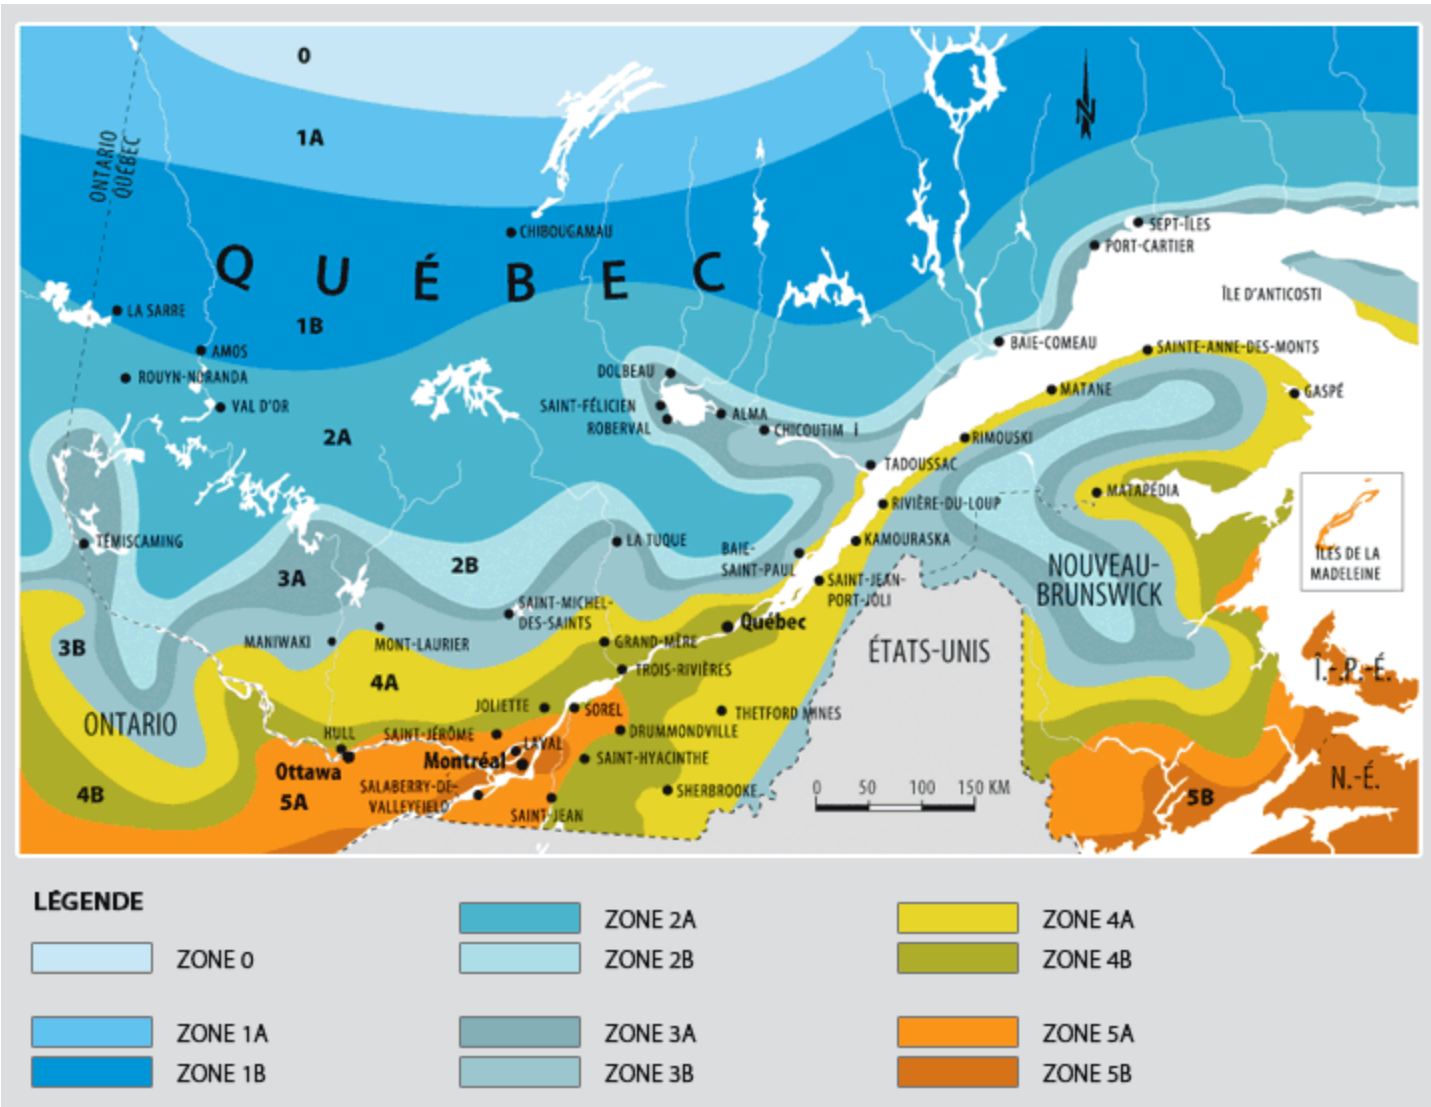 0
1A
ONTARIO
QUÉBEC
N
CHIBOUGAMAU
SEPT-ÎLES
PORT-CARTIER
QUÉBEC
ÎLE D'ANTICOSTI
LA SARRE
1B
BAIE-COMEAU
SAINTE-ANNE-DES-MONTS
AMOS
ROUYN-NORANDA
DOLBEAU
MATANE
GASPÉ
VAL D'OR
SAINT-FÉLICIEN
ALMA
ROBERVAL
CHICOUTIM i
2A
RIMOUSKI
TADOUSSAC
MATAPÉDIA
RIVIÈRE-DU-LOUP
TÉMISCAMING
LA TUQUE
KAMOURASKA
BAIE-
SAINT-PAUL
ÎLES DE LA
MADELEINE
2B
3A
SAINT-JEAN-
PORT-JOLI
NOUVEAU-
BRUNSWICK
SAINT-MICHEL-
DES-SAINTS
Québec
3B
MANIWAKI
MONT-LAURIER
GRAND-MÈRE
ÉTATS-UNIS
TROIS-RIVIÈRES
Î.-P.-É.
4A
ONTARIO
JOLIETTE
SOREL
THETFORD MINES
HULL
SAINT-JÉRÔME
DRUMMONDVILLE
LAVAL
Ottawa
Montréal
SAINT-HYACINTHE
N.-É.
4B
5A
SALABERRY-DE-
VALLEYFIELD
SHERBROOKE
0 50 100 150 KM
5B
SAINT-JEAN
LÉGENDE
ZONE 0
ZONE 1A
ZONE 1B
ZONE 2A
ZONE 2B
ZONE 3A
ZONE 3B
ZONE 4A
ZONE 4B
ZONE 5A
ZONE 5B